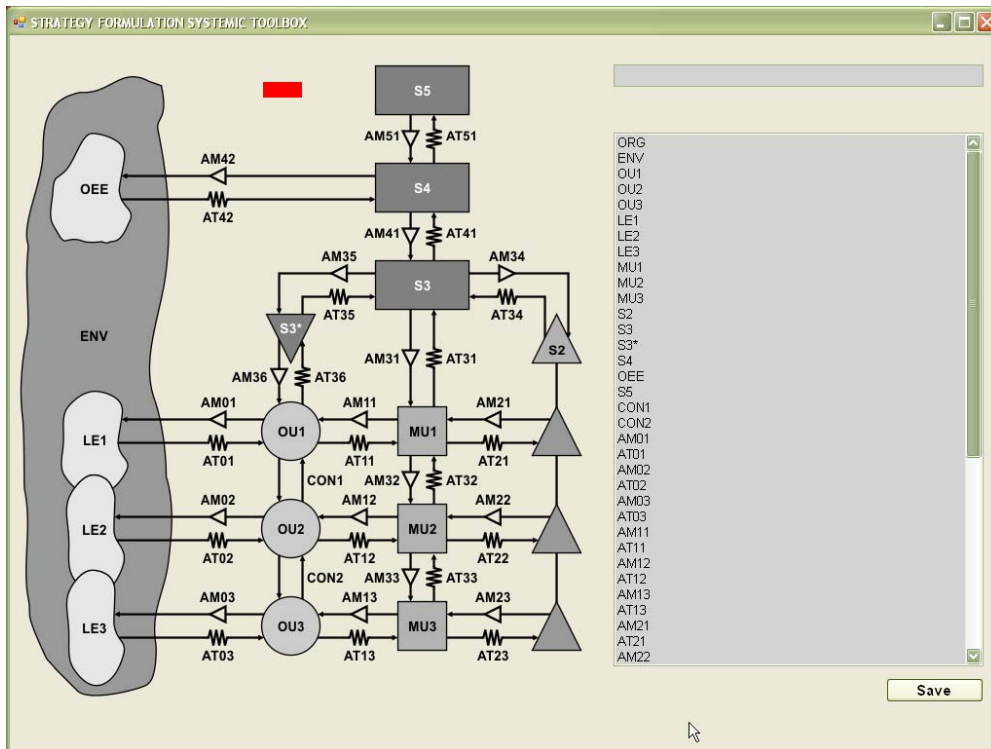 STRATEGY FORMULATION SYSTEMIC TOOLBOX
S5
AM51 AT51
AM42
OEE S4
AT42
AM41 AT41
AM35 AM34
S3
AT35 AT34
S3*
ENV S2
AM31 AT31
AM36 AT36
AM01 AM11 AM21
LE1 OU1 MU1
AT01 AT11 AT21
CON1 AM32 AT32
AM02 AM12 AM22
LE2 OU2 MU2
AT02 AT12 AT22
CON2 AM33 AT33
AM03 AM13 AM23
LE3 OU3 MU3
AT03 AT13 AT23
ORG
ENV
OU1
OU2
OU3
LE1
LE2
LE3
MU1
MU2
MU3
S2
S3
S3*
S4
OEE
S5
CON1
CON2
AM01
AT01
AM02
AT02
AM03
AT03
AM11
AT11
AM12
AT12
AM13
AT13
AM21
AT21
AM22
Save